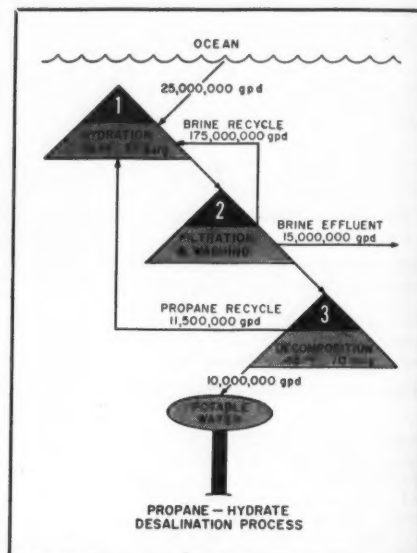 OCEAN
25,000,000 gpd
1
HYDRATION
BRINE RECYCLE
175,000,000 gpd
2
FILTRATION
& WASHING
BRINE EFFLUENT
15,000,000 gpd
PROPANE RECYCLE
11,500,000 gpd
3
DECOMPOSITION
10,000,000 gpd
POTABLE
WATER
PROPANE — HYDRATE
DESALINATION PROCESS